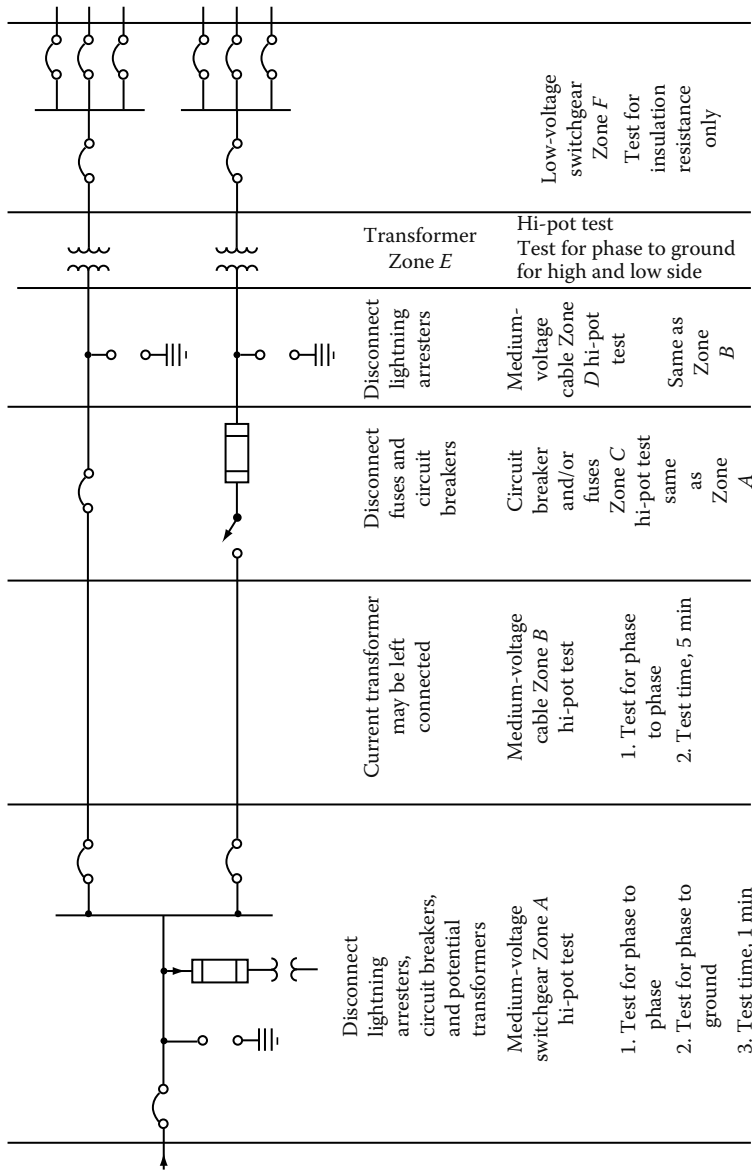 Disconnect
lightning
arresters,
circuit breakers,
and potential
transformers
Medium-voltage
switchgear Zone A
hi-pot test
1. Test for phase to
phase
2. Test for phase to
ground
3. Test time, 1 min
Current transformer
may be left
connected
Medium-voltage
cable Zone B
hi-pot test
1. Test for phase
to phase
2. Test time, 5 min
Disconnect
fuses and
circuit
breakers
Circuit
breaker
and/or
fuses
Zone C
hi-pot test
same
as
Zone
A
Disconnect
lightning
arresters
Medium-
voltage
cable Zone
D hi-pot
test
Same as
Zone
B
Transformer
Zone E
Hi-pot test
Test for phase to ground
for high and low side
Low-voltage
switchgear
Zone F
Test for
insulation
resistance
only